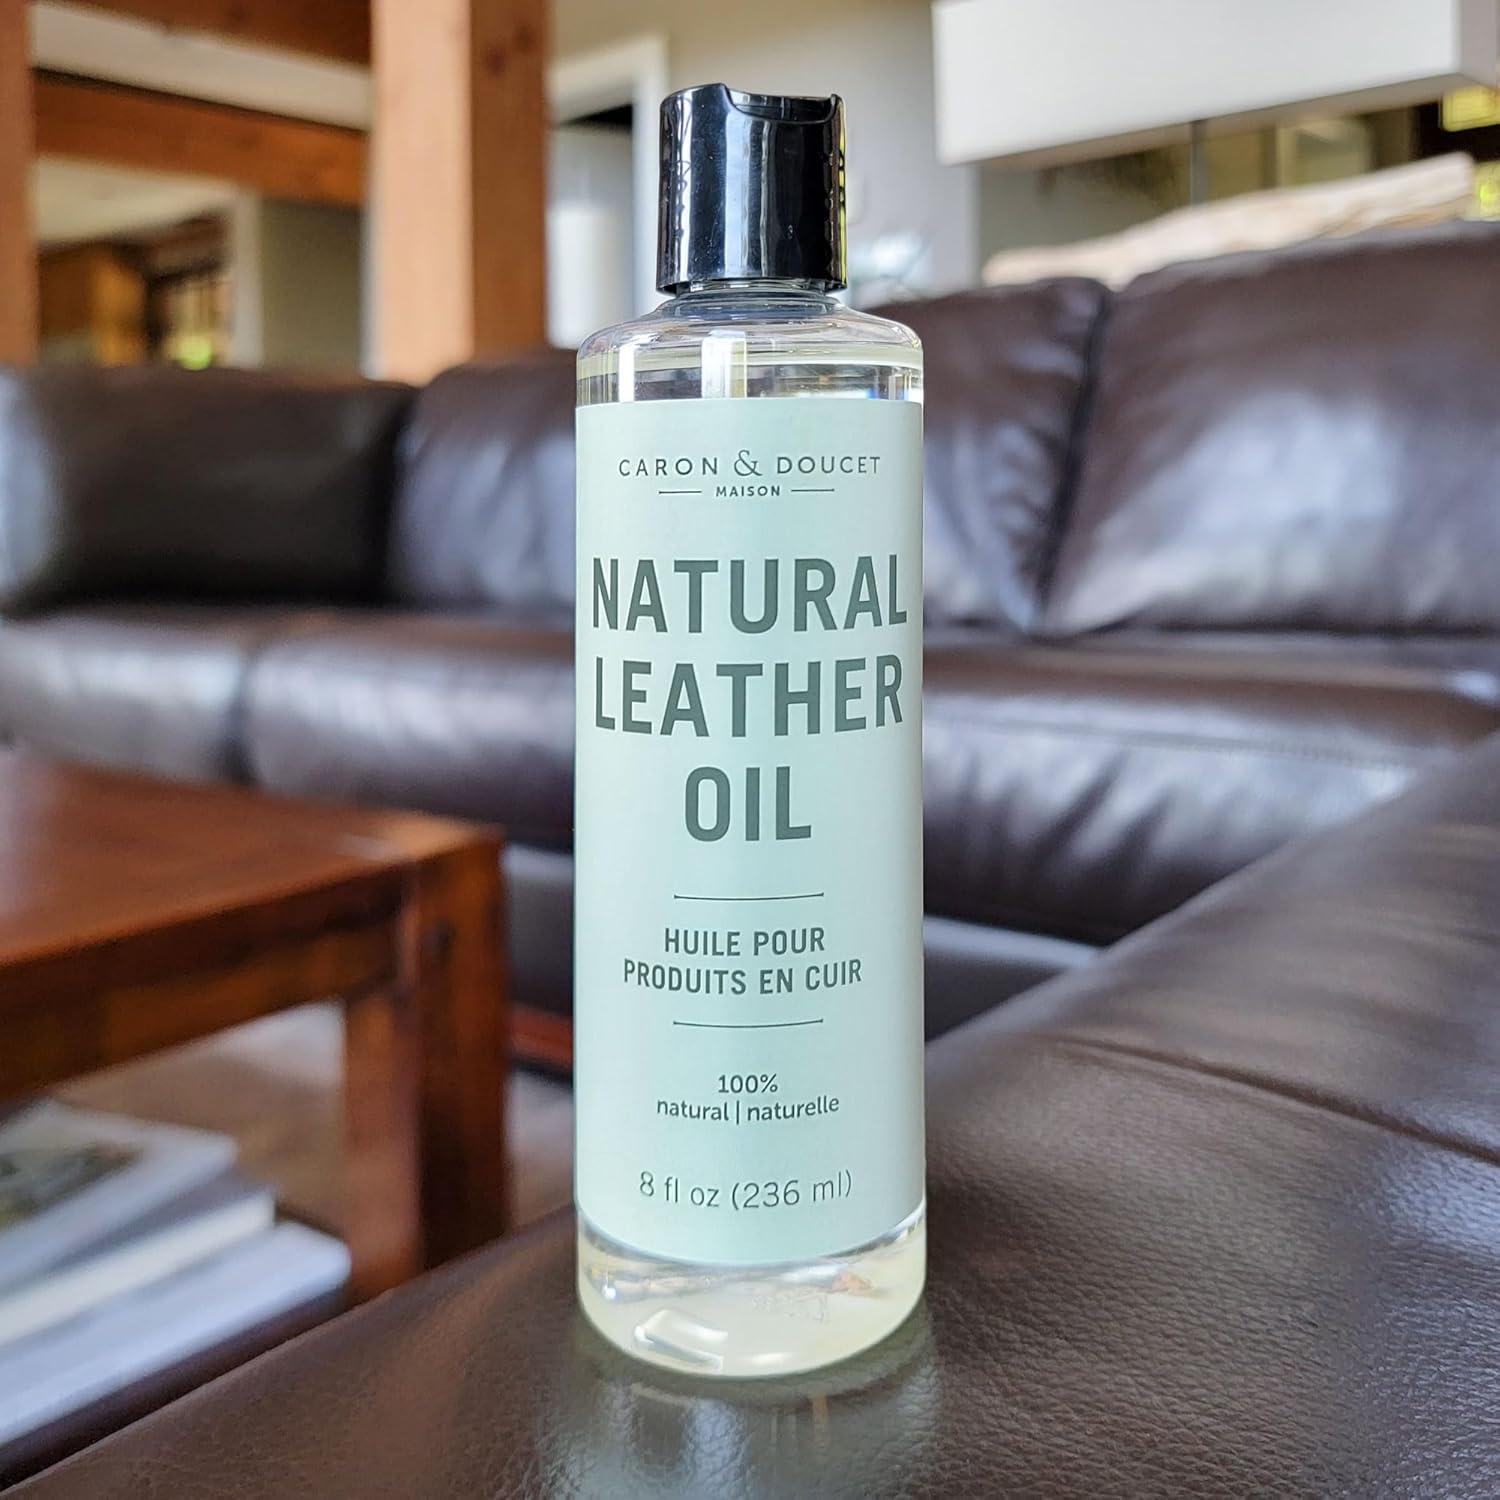 CARON & DOUCET
MAISON
NATURAL
LEATHER
OIL
HUILE POUR
PRODUITS EN CUIR
100%
natural | naturelle
8 fl oz (236 ml)